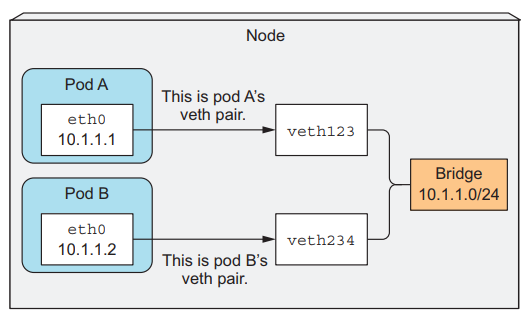 Node
Pod A
eth0
10.1.1.1
This is pod A's
veth pair.
veth123
Bridge
10.1.1.0/24
Pod B
eth0
10.1.1.2
This is pod B's
veth pair.
veth234